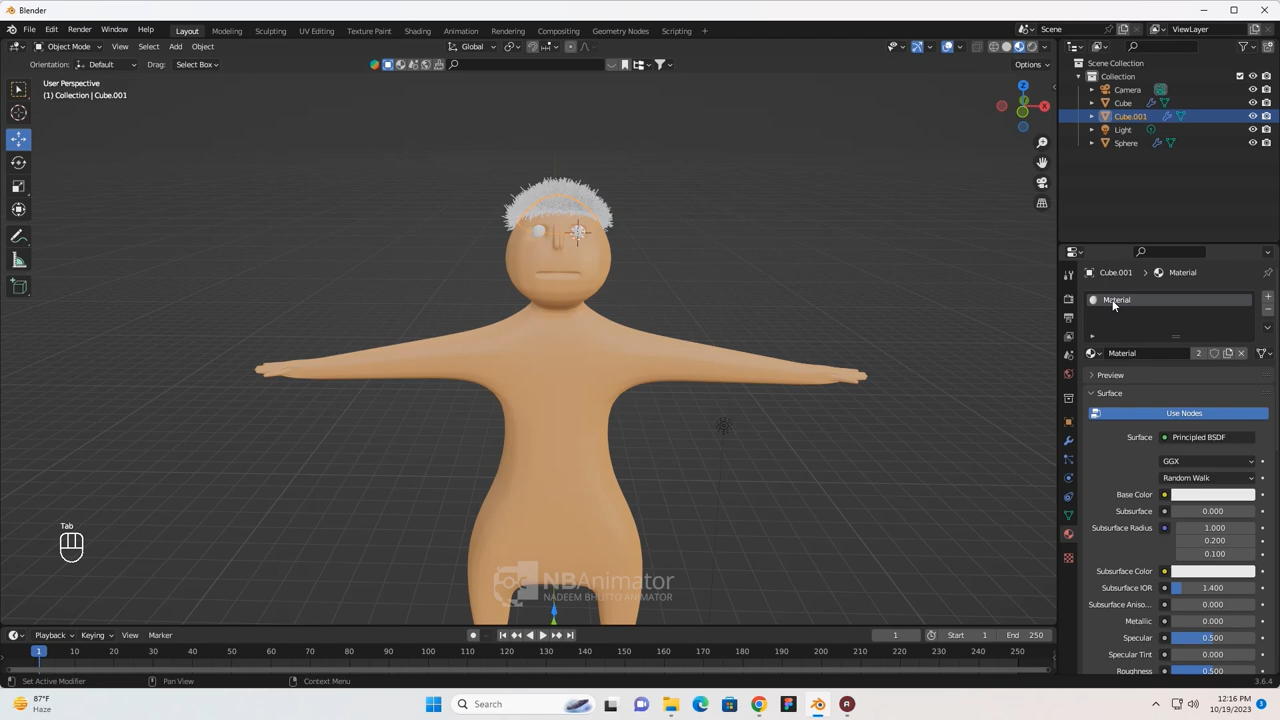 Blender
File Edit Render Window Help Layout Modeling Sculpting UV Editing Texture Paint Shading Animation Rendering Compositing Geometry Nodes Scripting + Scene ViewLayer
Object Mode View Select Add Object Global
Orientation: Default Drag: Select Box Options
User Perspective
(1) Collection | Cube.001
X
Z
Scene Collection
Collection
Camera
Cube
Cube.001
Light
Sphere
Cube.001 > Material
Material
Material 2
Preview
Surface
Use Nodes
Surface Principled BSDF
GGX
Random Walk
Base Color
Subsurface 0.000
Subsurface Radius 1.000
0.200
0.100
Subsurface Color
Subsurface IOR 1.400
Subsurface Aniso... 0.000
Metallic 0.000
Specular 0.500
Specular Tint 0.000
Roughness 0.500
Tab
NBAnimator
NADEEM BHUTTO ANIMATOR
Playback Keying View Marker 1 Start 1 End 250
1 10 20 30 40 50 60 70 80 90 100 110 120 130 140 150 160 170 180 190 200 210 220 230 240 250
Set Active Modifier Pan View Context Menu 3.6.4
87°F
Haze
Search
12:16 PM
10/19/2023